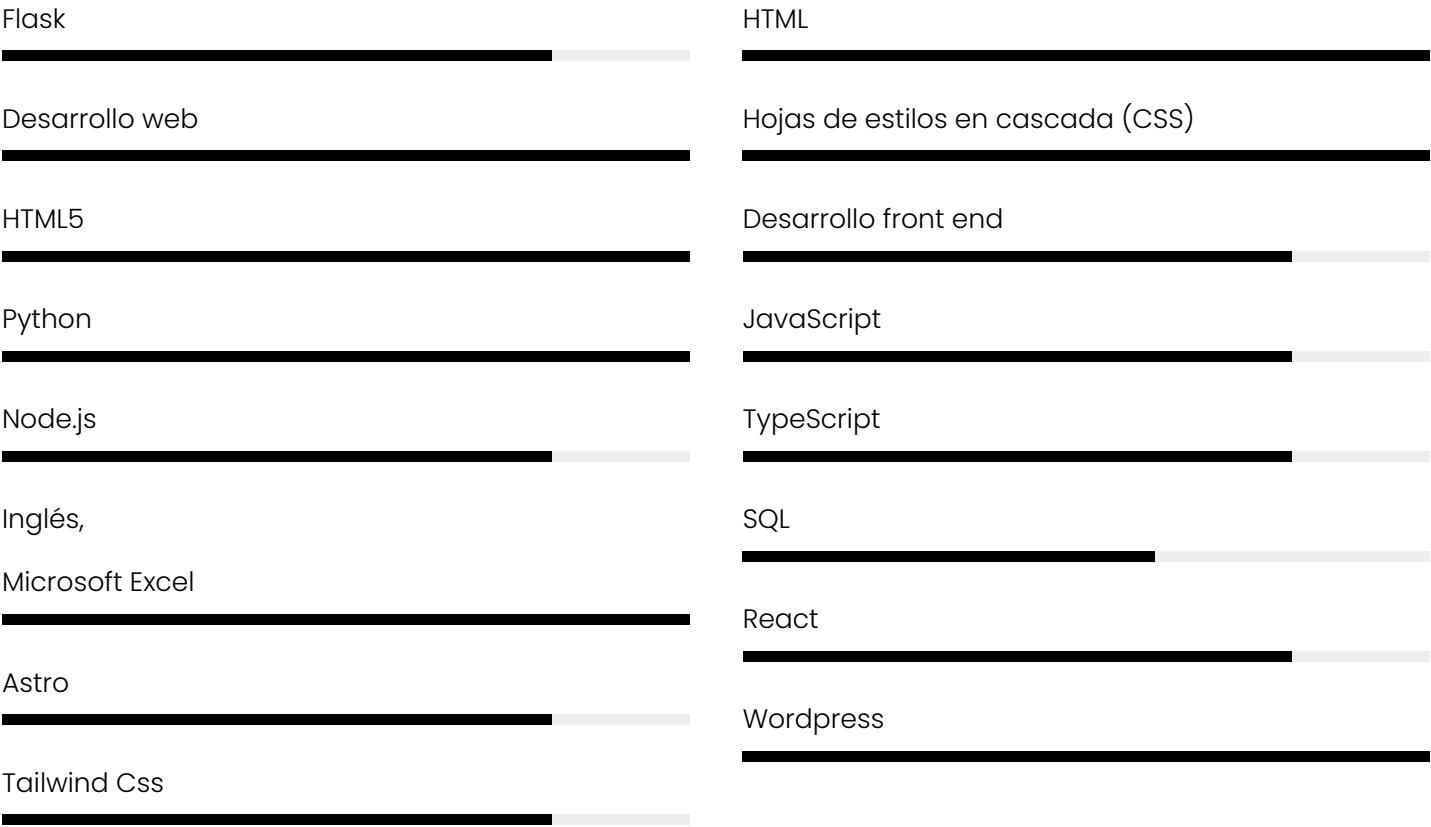 Flask
Desarrollo web
HTML5
Python
Node.js
Inglés,
Microsoft Excel
Astro
Tailwind Css
HTML
Hojas de estilos en cascada (CSS)
Desarrollo front end
JavaScript
TypeScript
SQL
React
Wordpress